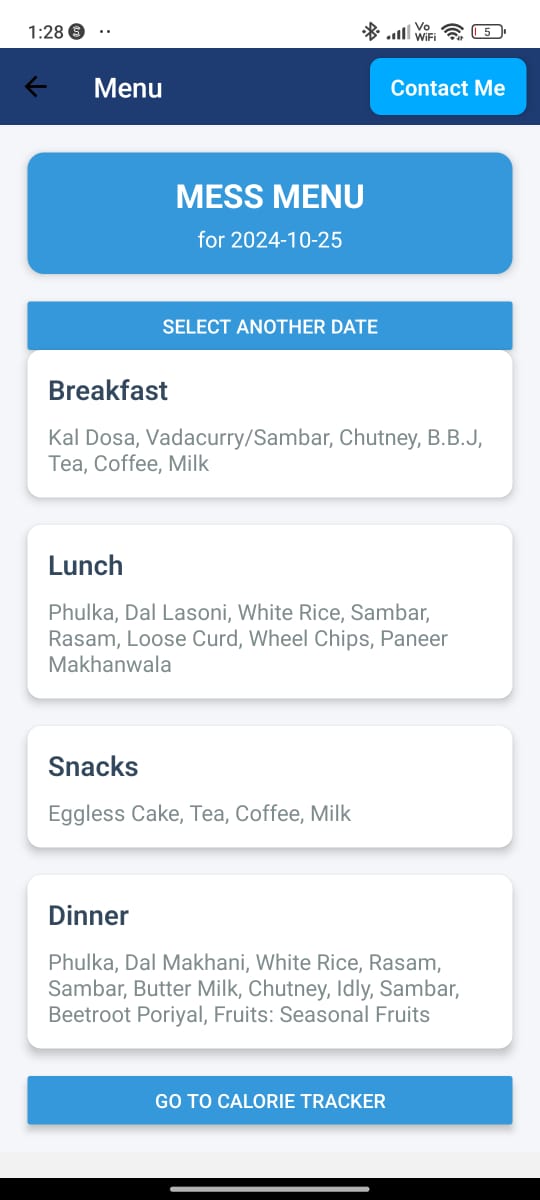 1:28
Vo
WiFi
5
Menu
Contact Me
MESS MENU
for 2024-10-25
SELECT ANOTHER DATE
Breakfast
Kal Dosa, Vadacurry/Sambar, Chutney, B.B.J,
Tea, Coffee, Milk
Lunch
Phulka, Dal Lasoni, White Rice, Sambar,
Rasam, Loose Curd, Wheel Chips, Paneer
Makhanwala
Snacks
Eggless Cake, Tea, Coffee, Milk
Dinner
Phulka, Dal Makhani, White Rice, Rasam,
Sambar, Butter Milk, Chutney, Idly, Sambar,
Beetroot Poriyal, Fruits: Seasonal Fruits
GO TO CALORIE TRACKER